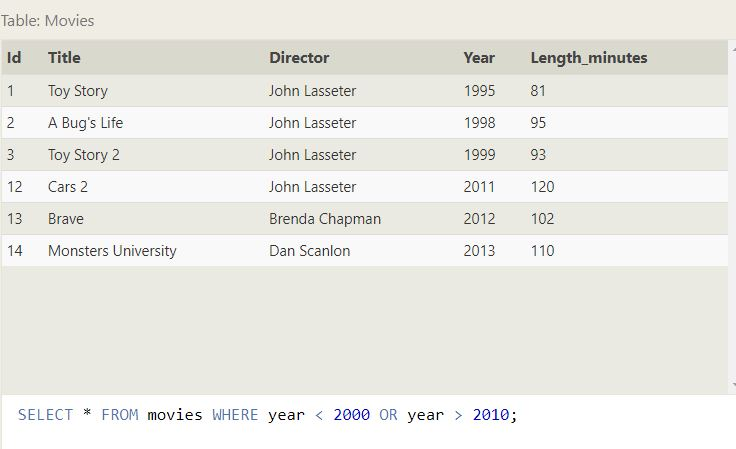 Table: Movies
Id Title Director Year Length_minutes
1 Toy Story John Lasseter 1995 81
2 A Bug's Life John Lasseter 1998 95
3 Toy Story 2 John Lasseter 1999 93
12 Cars 2 John Lasseter 2011 120
13 Brave Brenda Chapman 2012 102
14 Monsters University Dan Scanlon 2013 110
SELECT * FROM movies WHERE year < 2000 OR year > 2010;